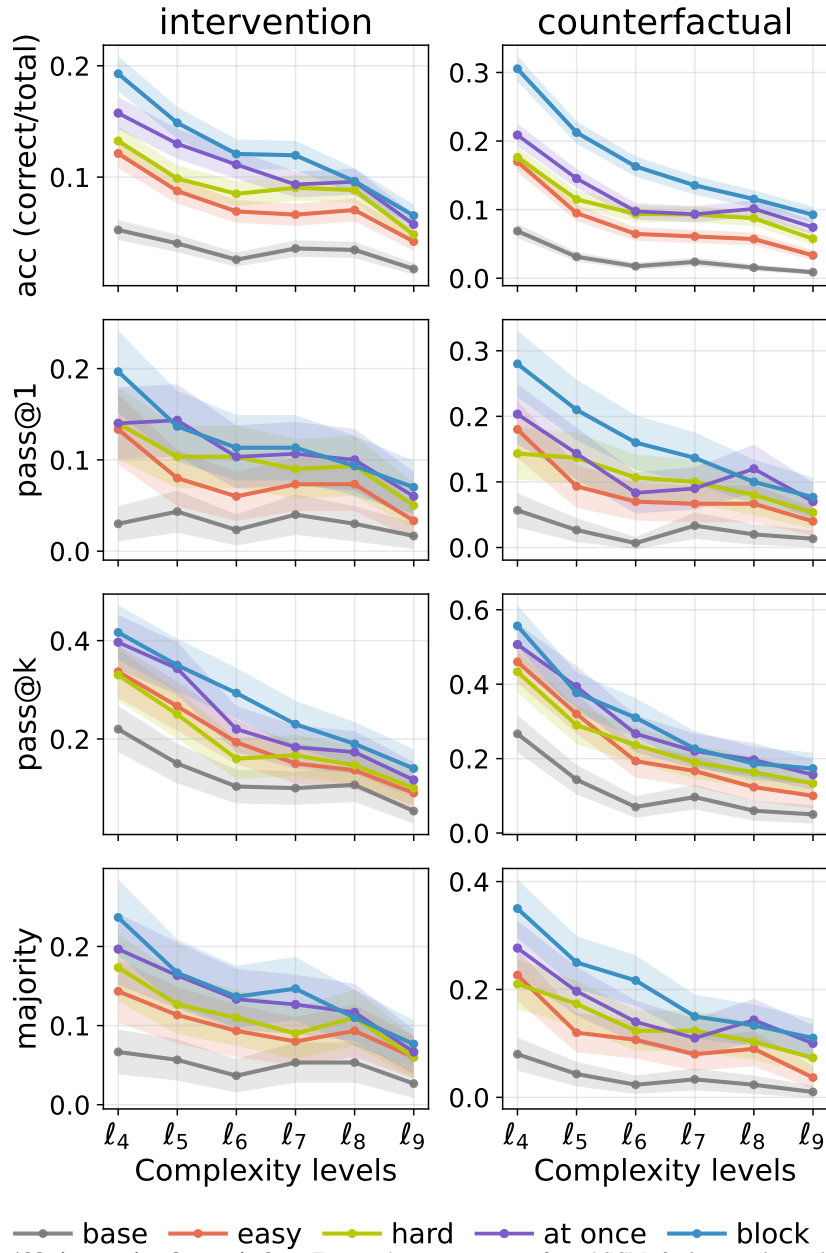 intervention counterfactual
acc (correct/total)
0.2
0.1
0.3
0.2
0.1
0.0
pass@1
0.2
0.1
0.0
0.3
0.2
0.1
0.0
pass@k
0.4
0.2
0.6
0.4
0.2
0.0
majority
0.2
0.1
0.0
0.4
0.2
0.0
ℓ4 ℓ5 ℓ6 ℓ7 ℓ8 ℓ9
ℓ4 ℓ5 ℓ6 ℓ7 ℓ8 ℓ9
Complexity levels Complexity levels
base easy hard at once block